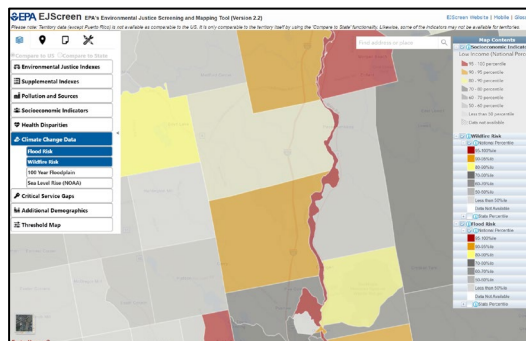 EPA EJScreen EPA's Environmental Justice Screening and Mapping Tool (Version 2.2)
EJScreen Website | Mobile |
Please note: Territory data (except Puerto Rico) is not available as comparable to the US. It is only comparable to the territory itself by using the 'Compare to State' functionality. Likewise, some of the indicators may not be available for territories.
Compare to US Compare to State
Find address or place
Environmental Justice Indexes
Supplemental Indexes
Pollution and Sources
Socioeconomic Indicators
Health Disparities
Climate Change Data
Flood Risk
Wildfire Risk
100 Year Floodplain
Sea Level Rise (NOAA)
Critical Service Gaps
Additional Demographics
Threshold Map
Map Contents
Socioeconomic Indicato
Low Income (National Perc
95 - 100 percentile
90 - 95 percentile
80 - 90 percentile
70 - 80 percentile
60 - 70 percentile
50 - 60 percentile
Less than 50 percentile
Data not available
Wildfire Risk
National Percentile
95-100%ile
90-95%ile
80-90%ile
70-80%ile
60-70%ile
50-60%ile
Less than 50%ile
Data Not Available
State Percentile
Flood Risk
National Percentile
95-100%ile
90-95%ile
80-90%ile
70-80%ile
60-70%ile
50-60%ile
Less than 50%ile
Data Not Available
State Percentile